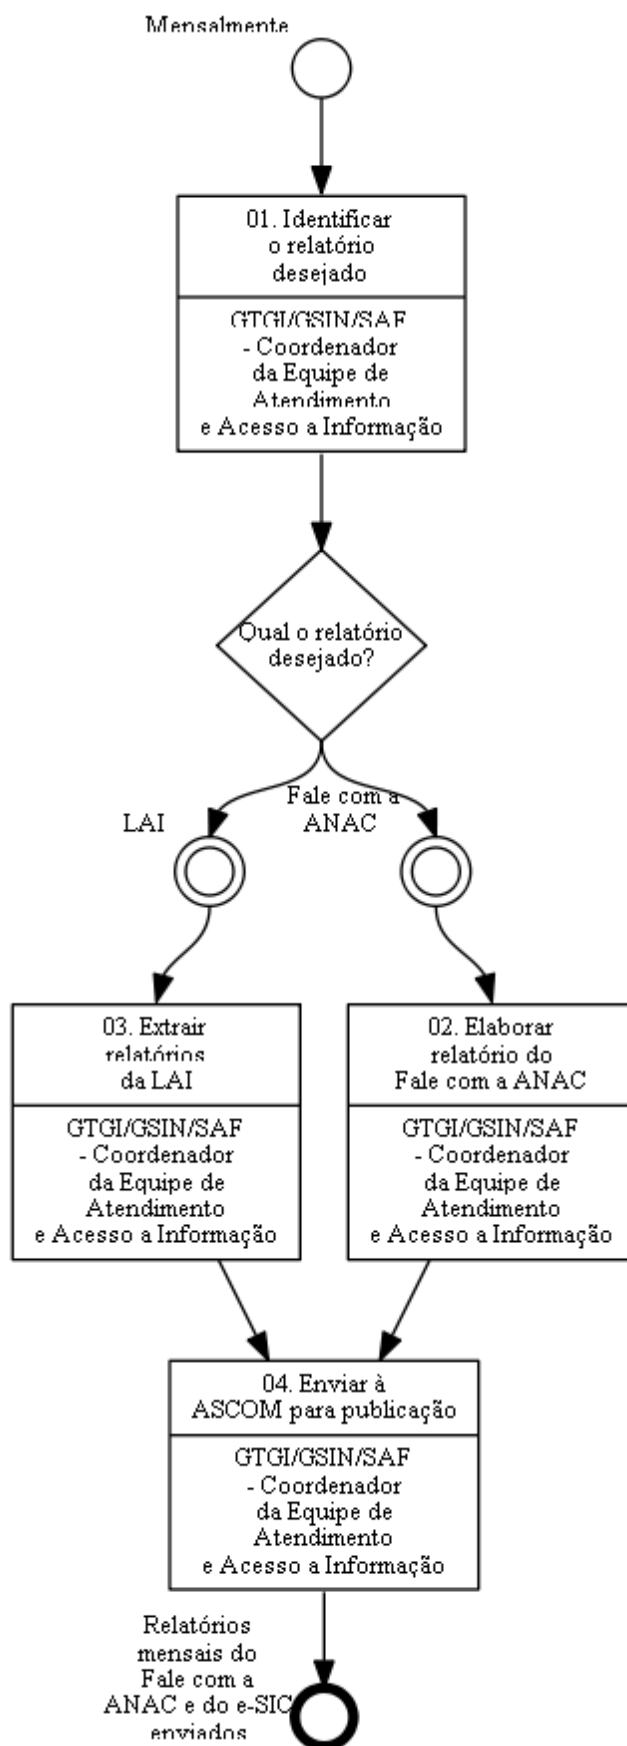 Mensalmente
01. Identificar
o relatório
desejado
GTGI/GSIN/SAF
- Coordenador
da Equipe de
Atendimento
e Acesso a Informação
Qual o relatório
desejado?
LAI
Fale com a
ANAC
03. Extrair
relatórios
da LAI
GTGI/GSIN/SAF
- Coordenador
da Equipe de
Atendimento
e Acesso a Informação
02. Elaborar
relatório do
Fale com a ANAC
GTGI/GSIN/SAF
- Coordenador
da Equipe de
Atendimento
e Acesso a Informação
04. Enviar à
ASCOM para publicação
GTGI/GSIN/SAF
- Coordenador
da Equipe de
Atendimento
e Acesso a Informação
Relatórios
mensais do
Fale com a
ANAC e do e-SIC
enviados